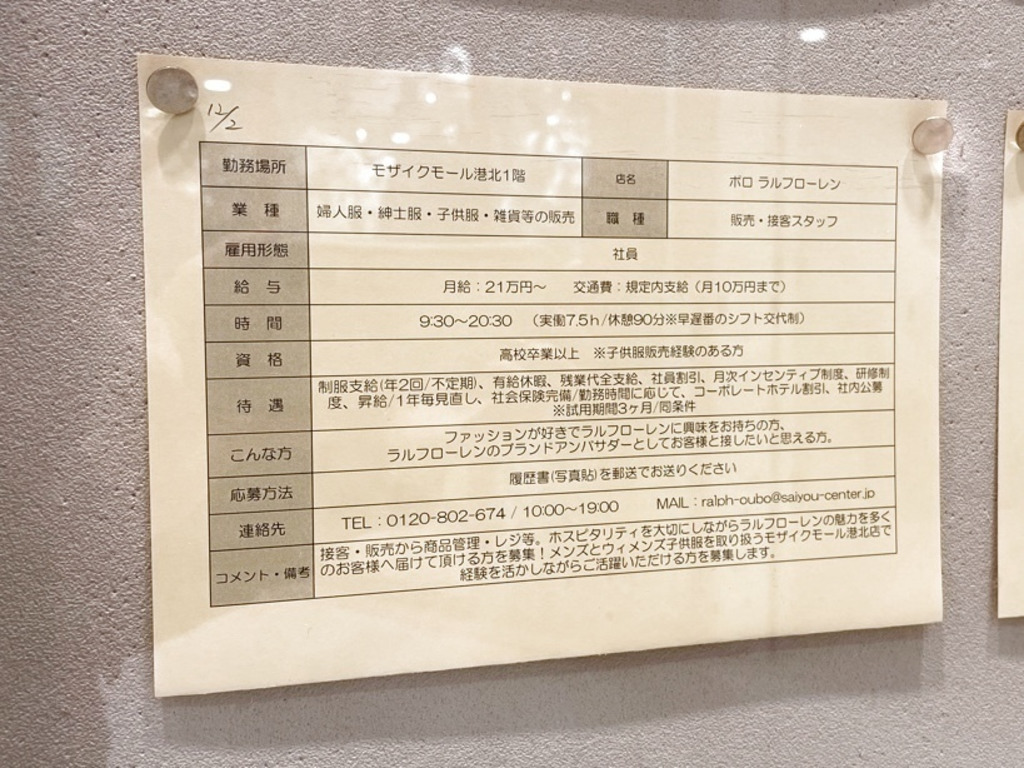 12/2
勤務場所 モザイクモール港北1階 店名 ポロ ラルフローレン
業 種 婦人服・紳士服・子供服・雑貨等の販売 職 種 販売・接客スタッフ
雇用形態 社員
給 与 月給：21万円〜 交通費：規定内支給（月10万円まで）
時 間 9:30〜20:30 （実働7.5h/休憩90分※早遅番のシフト交代制）
資 格 高校卒業以上 ※子供服販売経験のある方
待 遇 制服支給(年2回/不定期)、有給休暇、残業代全支給、社員割引、月次インセンティブ制度、研修制
度、昇給/1年毎見直し、社会保険完備/勤務時間に応じて、コーポレートホテル割引、社内公募
※試用期間3ヶ月/同条件
こんな方 ファッションが好きでラルフローレンに興味をお持ちの方、
ラルフローレンのブランドアンバサダーとしてお客様と接したいと思える方。
応募方法 履歴書(写真貼)を郵送でお送りください
連絡先 TEL：0120-802-674 / 10:00〜19:00 MAIL：ralph-oubo@saiyou-center.jp
コメント・備考 接客・販売から商品管理・レジ等。ホスピタリティを大切にしながらラルフローレンの魅力を多く
のお客様へ届けて頂ける方を募集！メンズとウィメンズ子供服を取り扱うモザイクモール港北店で
経験を活かしながらご活躍いただける方を募集します。